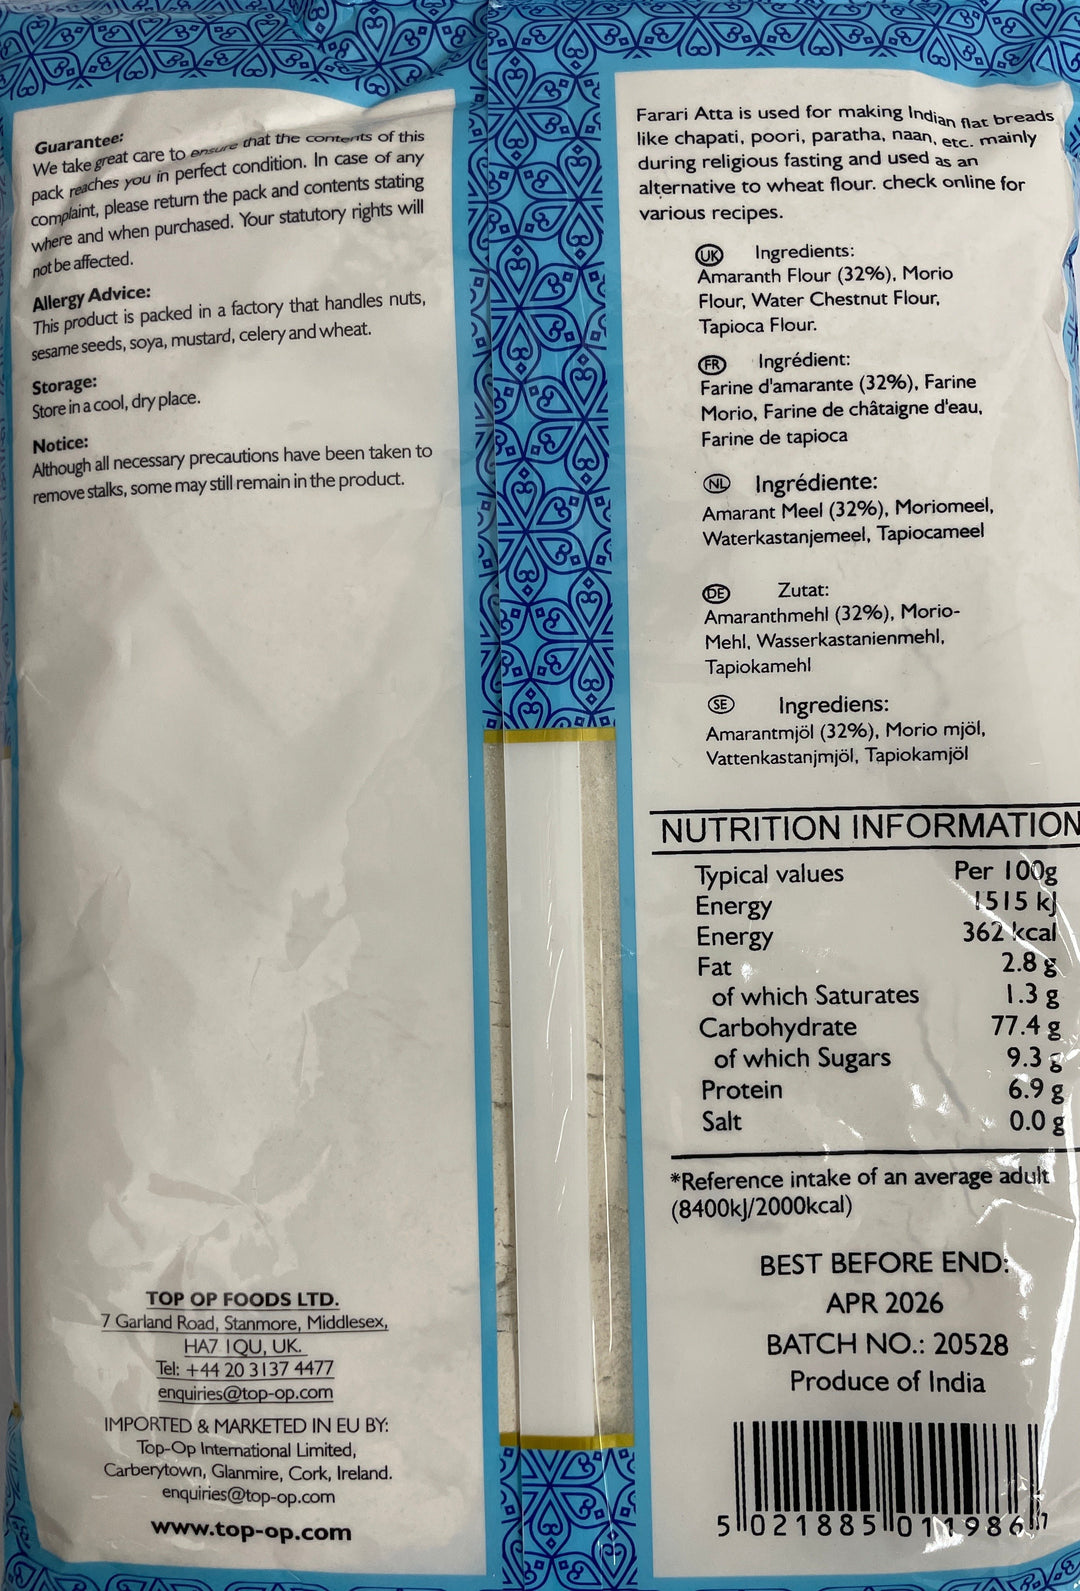 Guarantee:
We take great care to ensure that the contents of this
pack reaches you in perfect condition. In case of any
complaint, please return the pack and contents stating
where and when purchased. Your statutory rights will
not be affected.
Allergy Advice:
This product is packed in a factory that handles nuts,
sesame seeds, soya, mustard, celery and wheat.
Storage:
Store in a cool, dry place.
Notice:
Although all necessary precautions have been taken to
remove stalks, some may still remain in the product.
TOP OP FOODS LTD.
7 Garland Road, Stanmore, Middlesex,
HA7 1QU, UK.
Tel: +44 20 3137 4477
enquiries@top-op.com
IMPORTED & MARKETED IN EU BY:
Top-Op International Limited,
Carberytown, Glanmire, Cork, Ireland.
enquiries@top-op.com
www.top-op.com
Farari Atta is used for making Indian flat breads
like chapati, poori, paratha, naan, etc. mainly
during religious fasting and used as an
alternative to wheat flour. check online for
various recipes.
UK Ingredients:
Amaranth Flour (32%), Morio
Flour, Water Chestnut Flour,
Tapioca Flour.
FR Ingrédient:
Farine d'amarante (32%), Farine
Morio, Farine de châtaigne d'eau,
Farine de tapioca
NL Ingrédiente:
Amarant Meel (32%), Moriomeel,
Waterkastanjemeel, Tapiocameel
DE Zutat:
Amaranthmehl (32%), Morio-
Mehl, Wasserkastanienmehl,
Tapiokamehl
SE Ingrediens:
Amarantmjöl (32%), Morio mjöl,
Vattenkastanjmjöl, Tapiokamjöl
NUTRITION INFORMATION
Typical values Per 100g
Energy 1515 kJ
Energy 362 kcal
Fat 2.8 g
of which Saturates 1.3 g
Carbohydrate 77.4 g
of which Sugars 9.3 g
Protein 6.9 g
Salt 0.0 g
*Reference intake of an average adult
(8400kJ/2000kcal)
BEST BEFORE END:
APR 2026
BATCH NO.: 20528
Produce of India
5 021885 011986 7